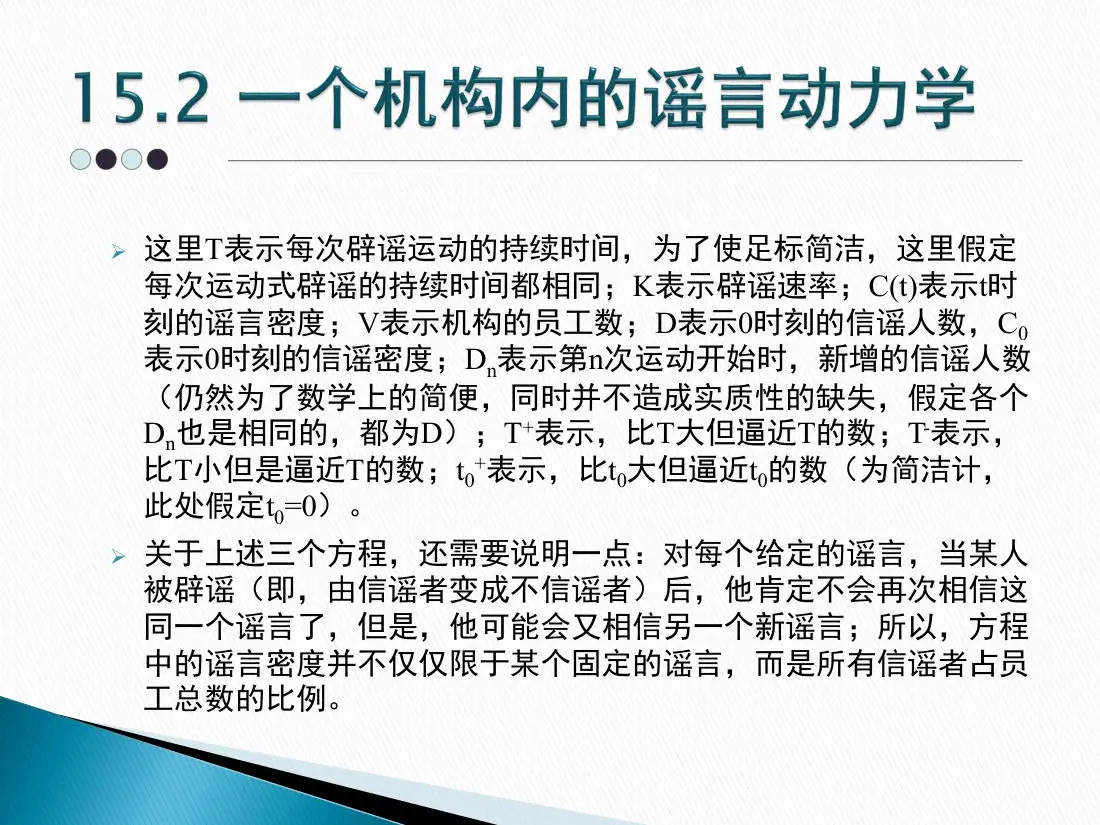 15.2 一个机构内的谣言动力学
这里T表示每次辟谣运动的持续时间，为了使足标简洁，这里假定
每次运动式辟谣的持续时间都相同；K表示辟谣速率；C(t)表示t时
刻的谣言密度；V表示机构的员工数；D表示0时刻的信谣人数，C₀
表示0时刻的信谣密度；Dₙ表示第n次运动开始时，新增的信谣人数
（仍然为了数学上的简便，同时并不造成实质性的缺失，假定各个
Dₙ也是相同的，都为D）；T⁺表示，比T大但逼近T的数；T⁻表示，
比T小但是逼近T的数；t₀⁺表示，比t₀大但逼近t₀的数（为简洁计，
此处假定t₀=0）。
关于上述三个方程，还需要说明一点：对每个给定的谣言，当某人
被辟谣（即，由信谣者变成不信谣者）后，他肯定不会再次相信这
同一个谣言了，但是，他可能会又相信另一个新谣言；所以，方程
中的谣言密度并不仅仅限于某个固定的谣言，而是所有信谣者占员
工总数的比例。